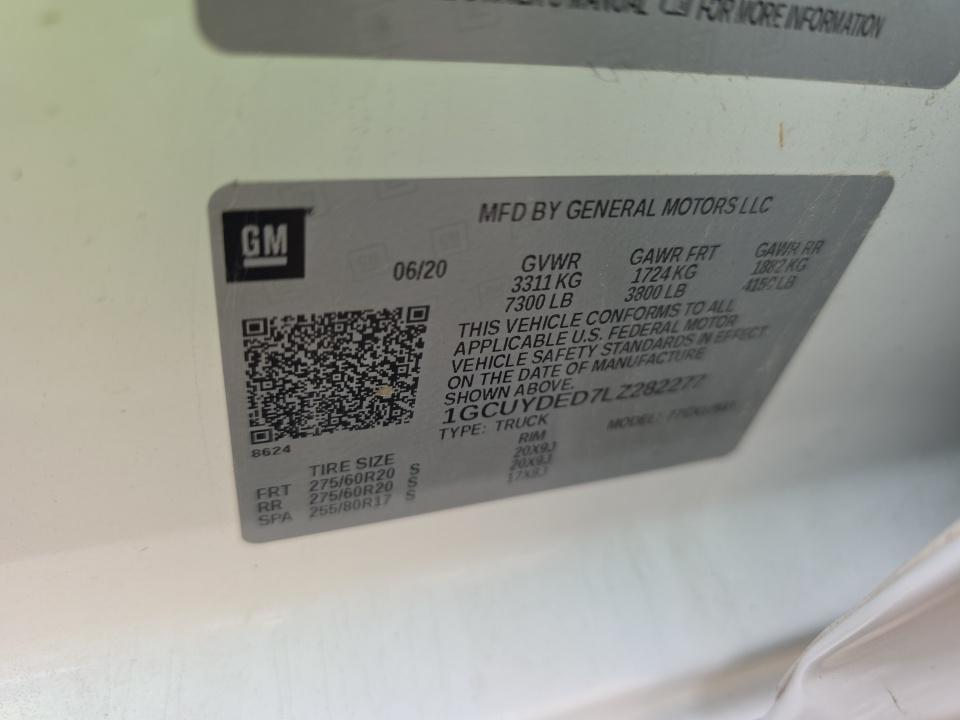 OWNER'S MANUAL FOR MORE INFORMATION
GM
MFD BY GENERAL MOTORS LLC
06/20
GVWR
3311 KG
7300 LB
GAWR FRT
1724 KG
3800 LB
GAWR RR
1882 KG
4150 LB
THIS VEHICLE CONFORMS TO ALL
APPLICABLE U.S. FEDERAL MOTOR
VEHICLE SAFETY STANDARDS IN EFFECT
ON THE DATE OF MANUFACTURE
SHOWN ABOVE.
1GCUYDED7LZ282277
TYPE: TRUCK MODEL:
8624
TIRE SIZE RIM
FRT 275/60R20 S 20X9J
RR 275/60R20 S 20X9J
SPA 255/80R17 S 17X8J